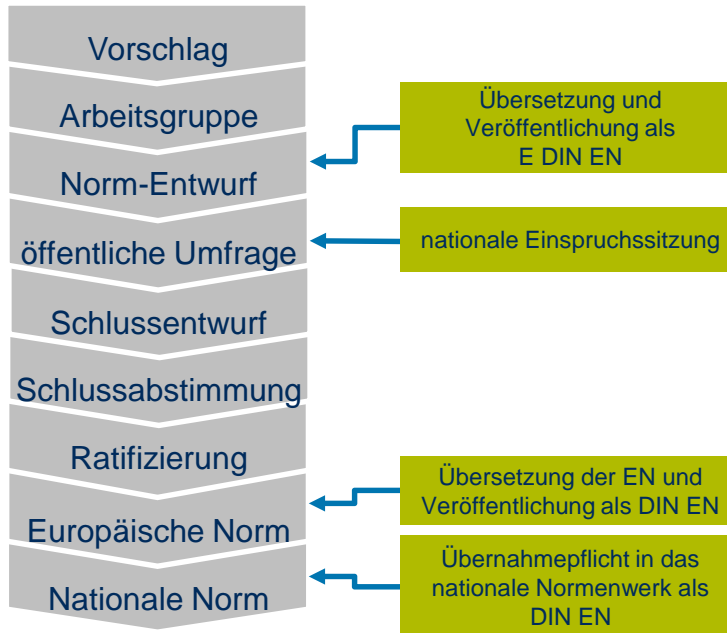 Vorschlag
Arbeitsgruppe
Übersetzung und
Veröffentlichung als
E DIN EN
Norm-Entwurf
öffentliche Umfrage
nationale Einspruchssitzung
Schlussentwurf
Schlussabstimmung
Ratifizierung
Übersetzung der EN und
Veröffentlichung als DIN EN
Europäische Norm
Übernahmepflicht in das
nationale Normenwerk als
DIN EN
Nationale Norm